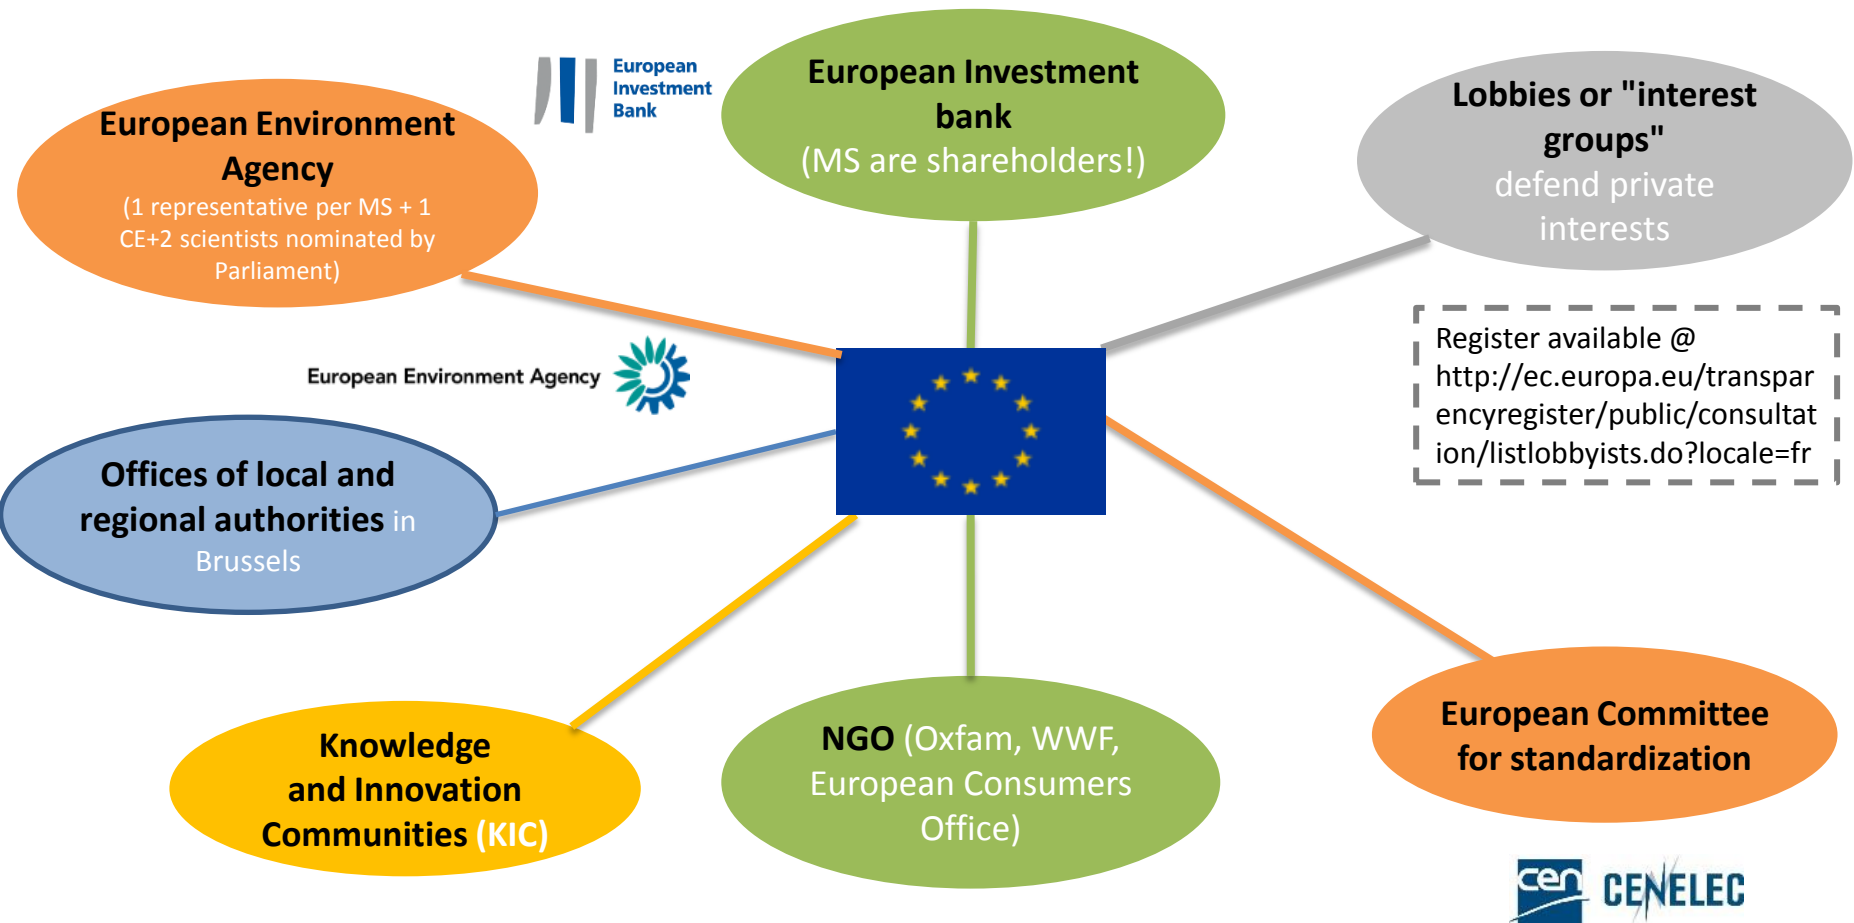 European
Investment
Bank
European Investment
bank
(MS are shareholders!)
Lobbies or "interest
groups"
defend private
interests
European Environment
Agency
(1 representative per MS + 1
CE+2 scientists nominated by
Parliament)
Register available @
http://ec.europa.eu/transpar
encyregister/public/consultat
ion/listlobbyists.do?locale=fr
European Environment Agency
Offices of local and
regional authorities in
Brussels
Knowledge
and Innovation
Communities (KIC)
NGO (Oxfam, WWF,
European Consumers
Office)
European Committee
for standardization
cen
CENELEC